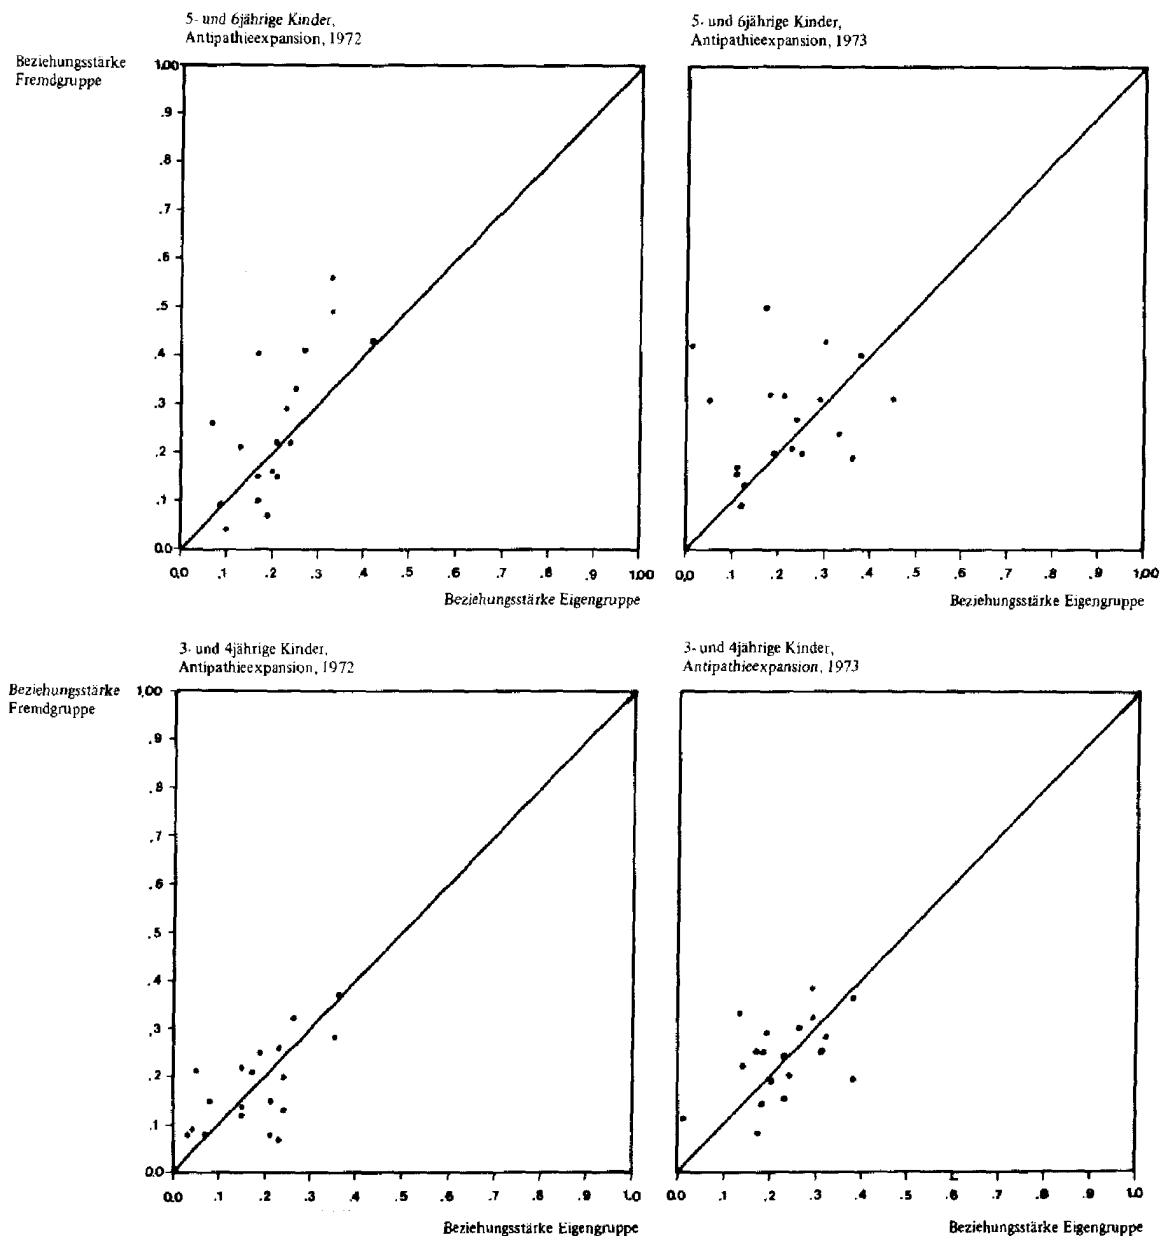 5- und 6jährige Kinder,
Antipathieexpansion, 1972
Beziehungsstärke
Fremdgruppe
1,00
.9
.8
.7
.6
.5
.4
.3
.2
.1
0.0
0,0 .1 .2 .3 .4 .5 .6 .7 .8 .9 1,00
Beziehungsstärke Eigengruppe
5- und 6jährige Kinder,
Antipathieexpansion, 1973
0,0 .1 .2 .3 .4 .5 .6 .7 .8 .9 1,00
Beziehungsstärke Eigengruppe
3- und 4jährige Kinder,
Antipathieexpansion, 1972
Beziehungsstärke
Fremdgruppe
1,00
.9
.8
.7
.6
.5
.4
.3
.2
.1
0.0
0.0 .1 .2 .3 .4 .5 .6 .7 .8 .9 1.0
Beziehungsstärke Eigengruppe
3- und 4jährige Kinder,
Antipathieexpansion, 1973
0.0 .1 .2 .3 .4 .5 .6 .7 .8 .9 1.0
Beziehungsstärke Eigengruppe